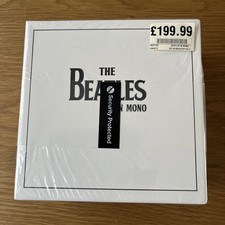 £199.99
THE
BEATLES
IN MONO
Security Protected